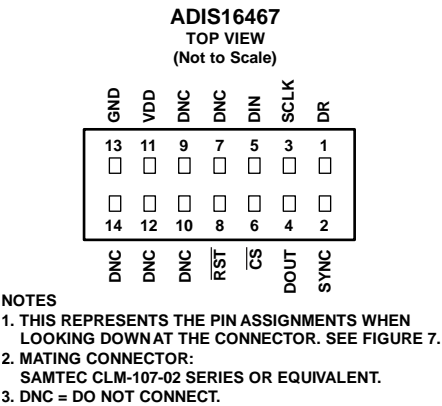 ADIS16467
TOP VIEW
(Not to Scale)
GND VDD DNC DNC DIN SCLK DR
13 11 9 7 5 3 1
14 12 10 8 6 4 2
DNC DNC DNC RST CS DOUT SYNC
NOTES
1. THIS REPRESENTS THE PIN ASSIGNMENTS WHEN
LOOKING DOWN AT THE CONNECTOR. SEE FIGURE 7.
2. MATING CONNECTOR:
SAMTEC CLM-107-02 SERIES OR EQUIVALENT.
3. DNC = DO NOT CONNECT.